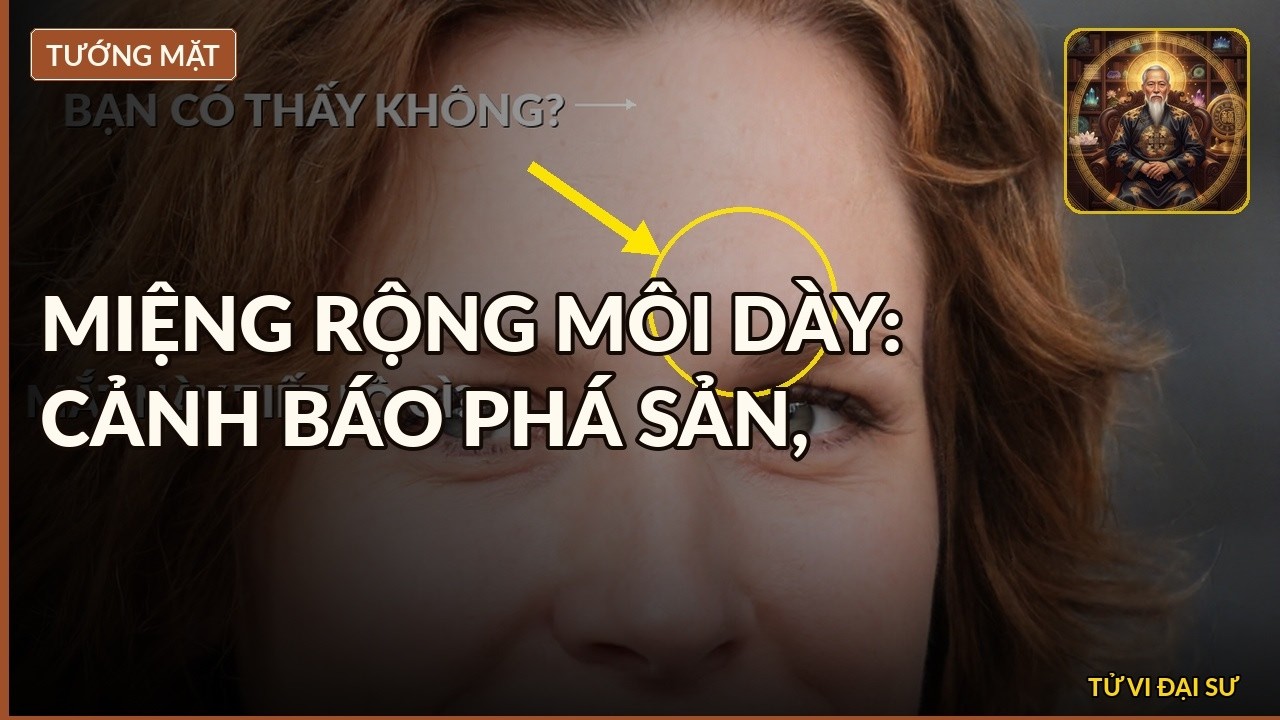 TƯỚNG MẶT
BẠN CÓ THẤY KHÔNG?
MIỆNG RỘNG MÔI DÀY:
CẢNH BÁO PHÁ SẢN,
TỬ VI ĐẠI SƯ